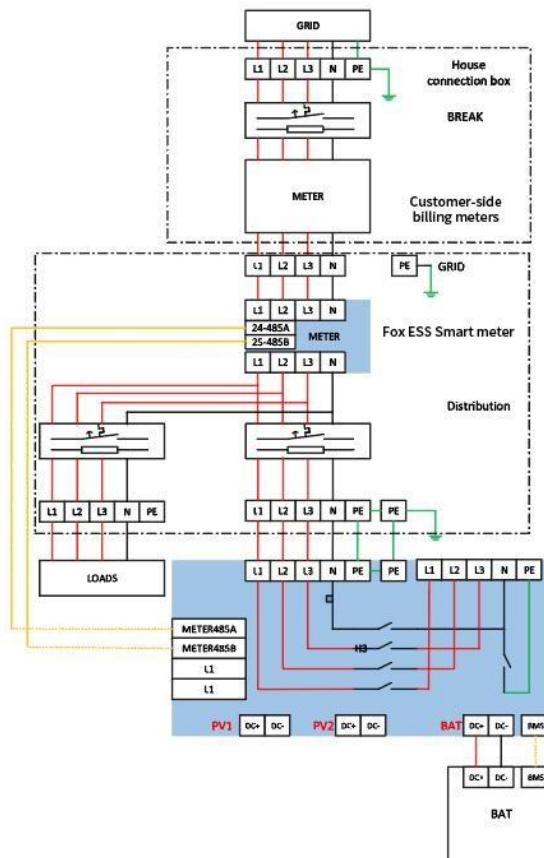 GRID
L1 L2 L3 N PE
House
connection box
BREAK
METER
Customer-side
billing meters
L1 L2 L3 N
PE
GRID
L1 L2 L3 N
24-485A
25-485B
METER
Fox ESS Smart meter
L1 L2 L3 N
Distribution
L1 L2 L3 N PE
L1 L2 L3 N PE PE
LOADS
L1 L2 L3 N PE PE
L1 L2 L3 N PE
METER485A
METER485B
L1
L1
H3
PV1 DC+ DC-
PV2 DC+ DC-
BAT DC+ DC- BMS
DC+ DC- BMS
BAT